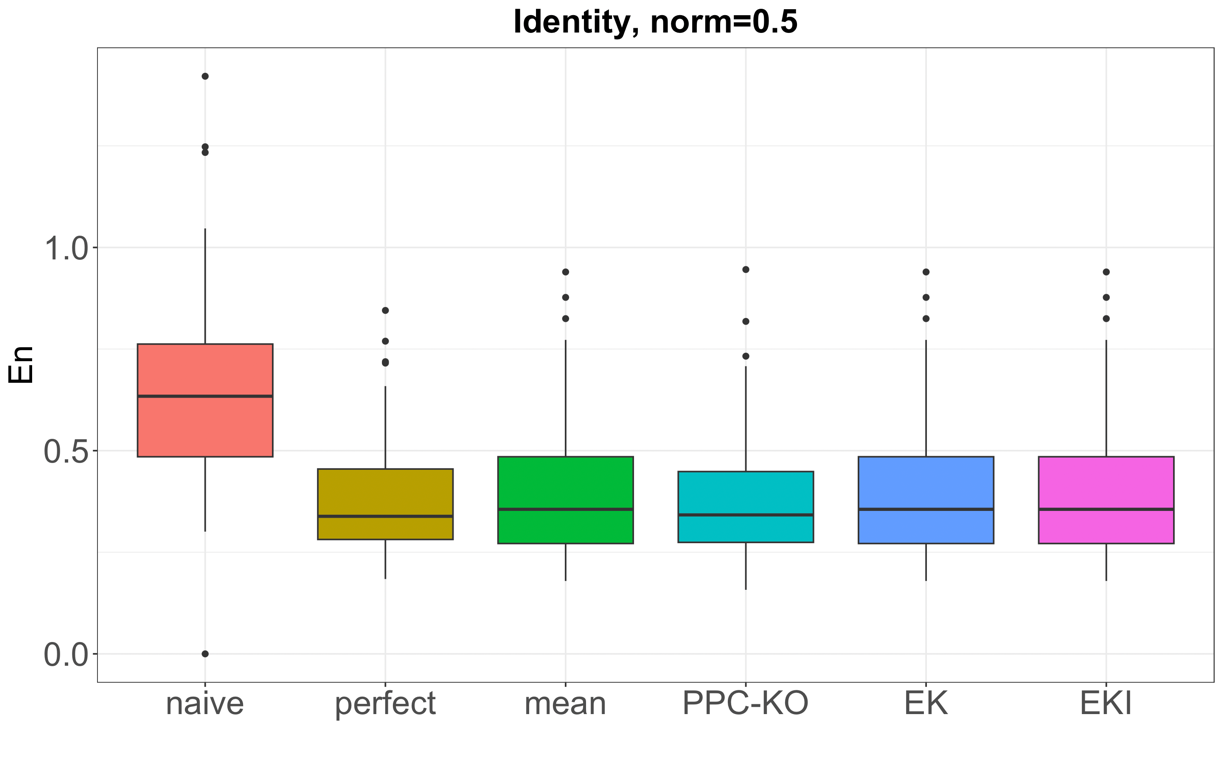 Identity, norm=0.5
En
1.0
0.5
0.0
naive perfect mean PPC-KO EK EKI